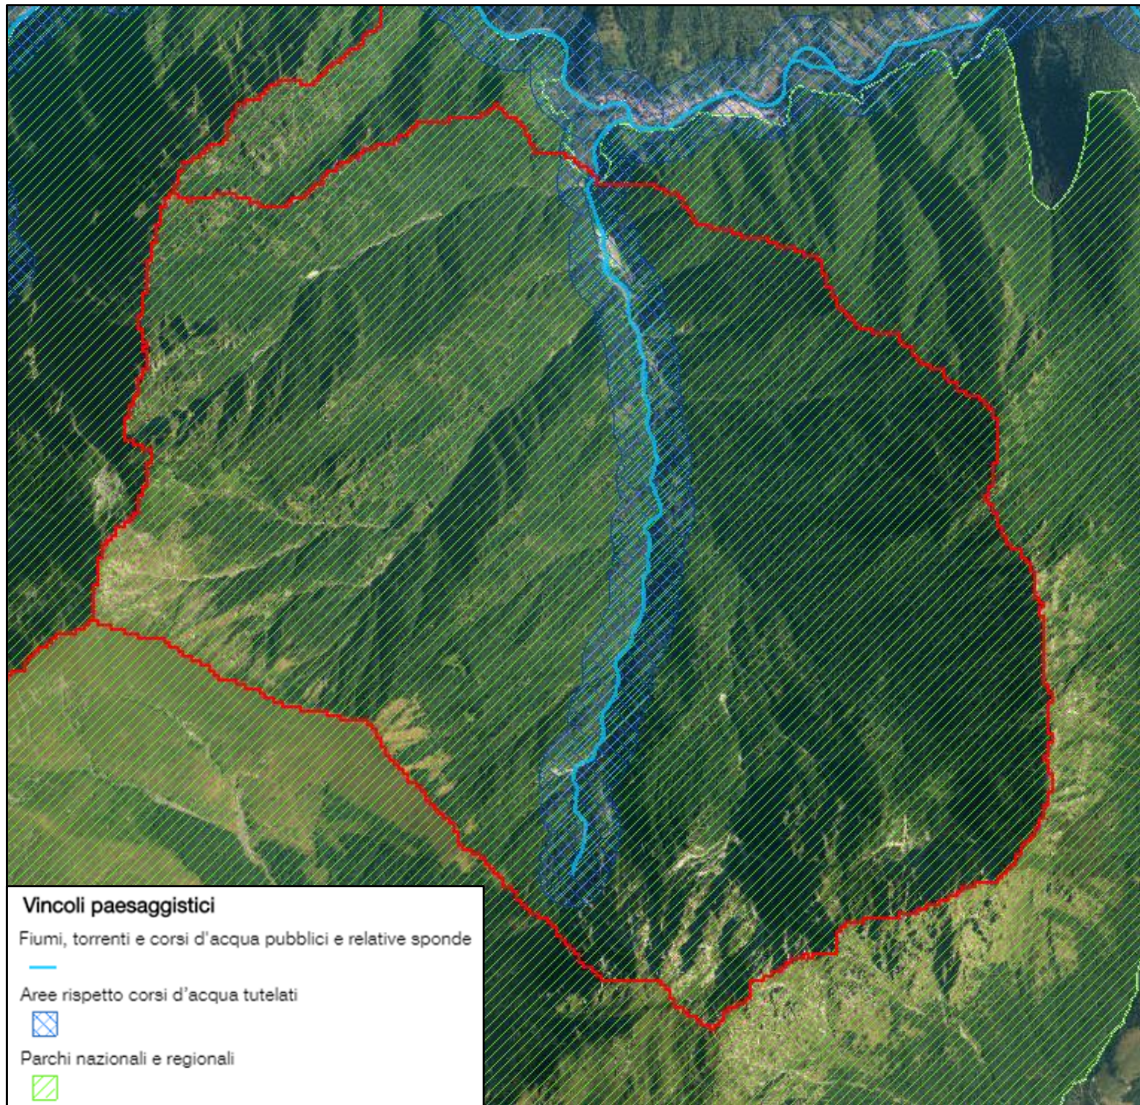 Vincoli paesaggistici
Fiumi, torrenti e corsi d'acqua pubblici e relative sponde
Aree rispetto corsi d'acqua tutelati
Parchi nazionali e regionali